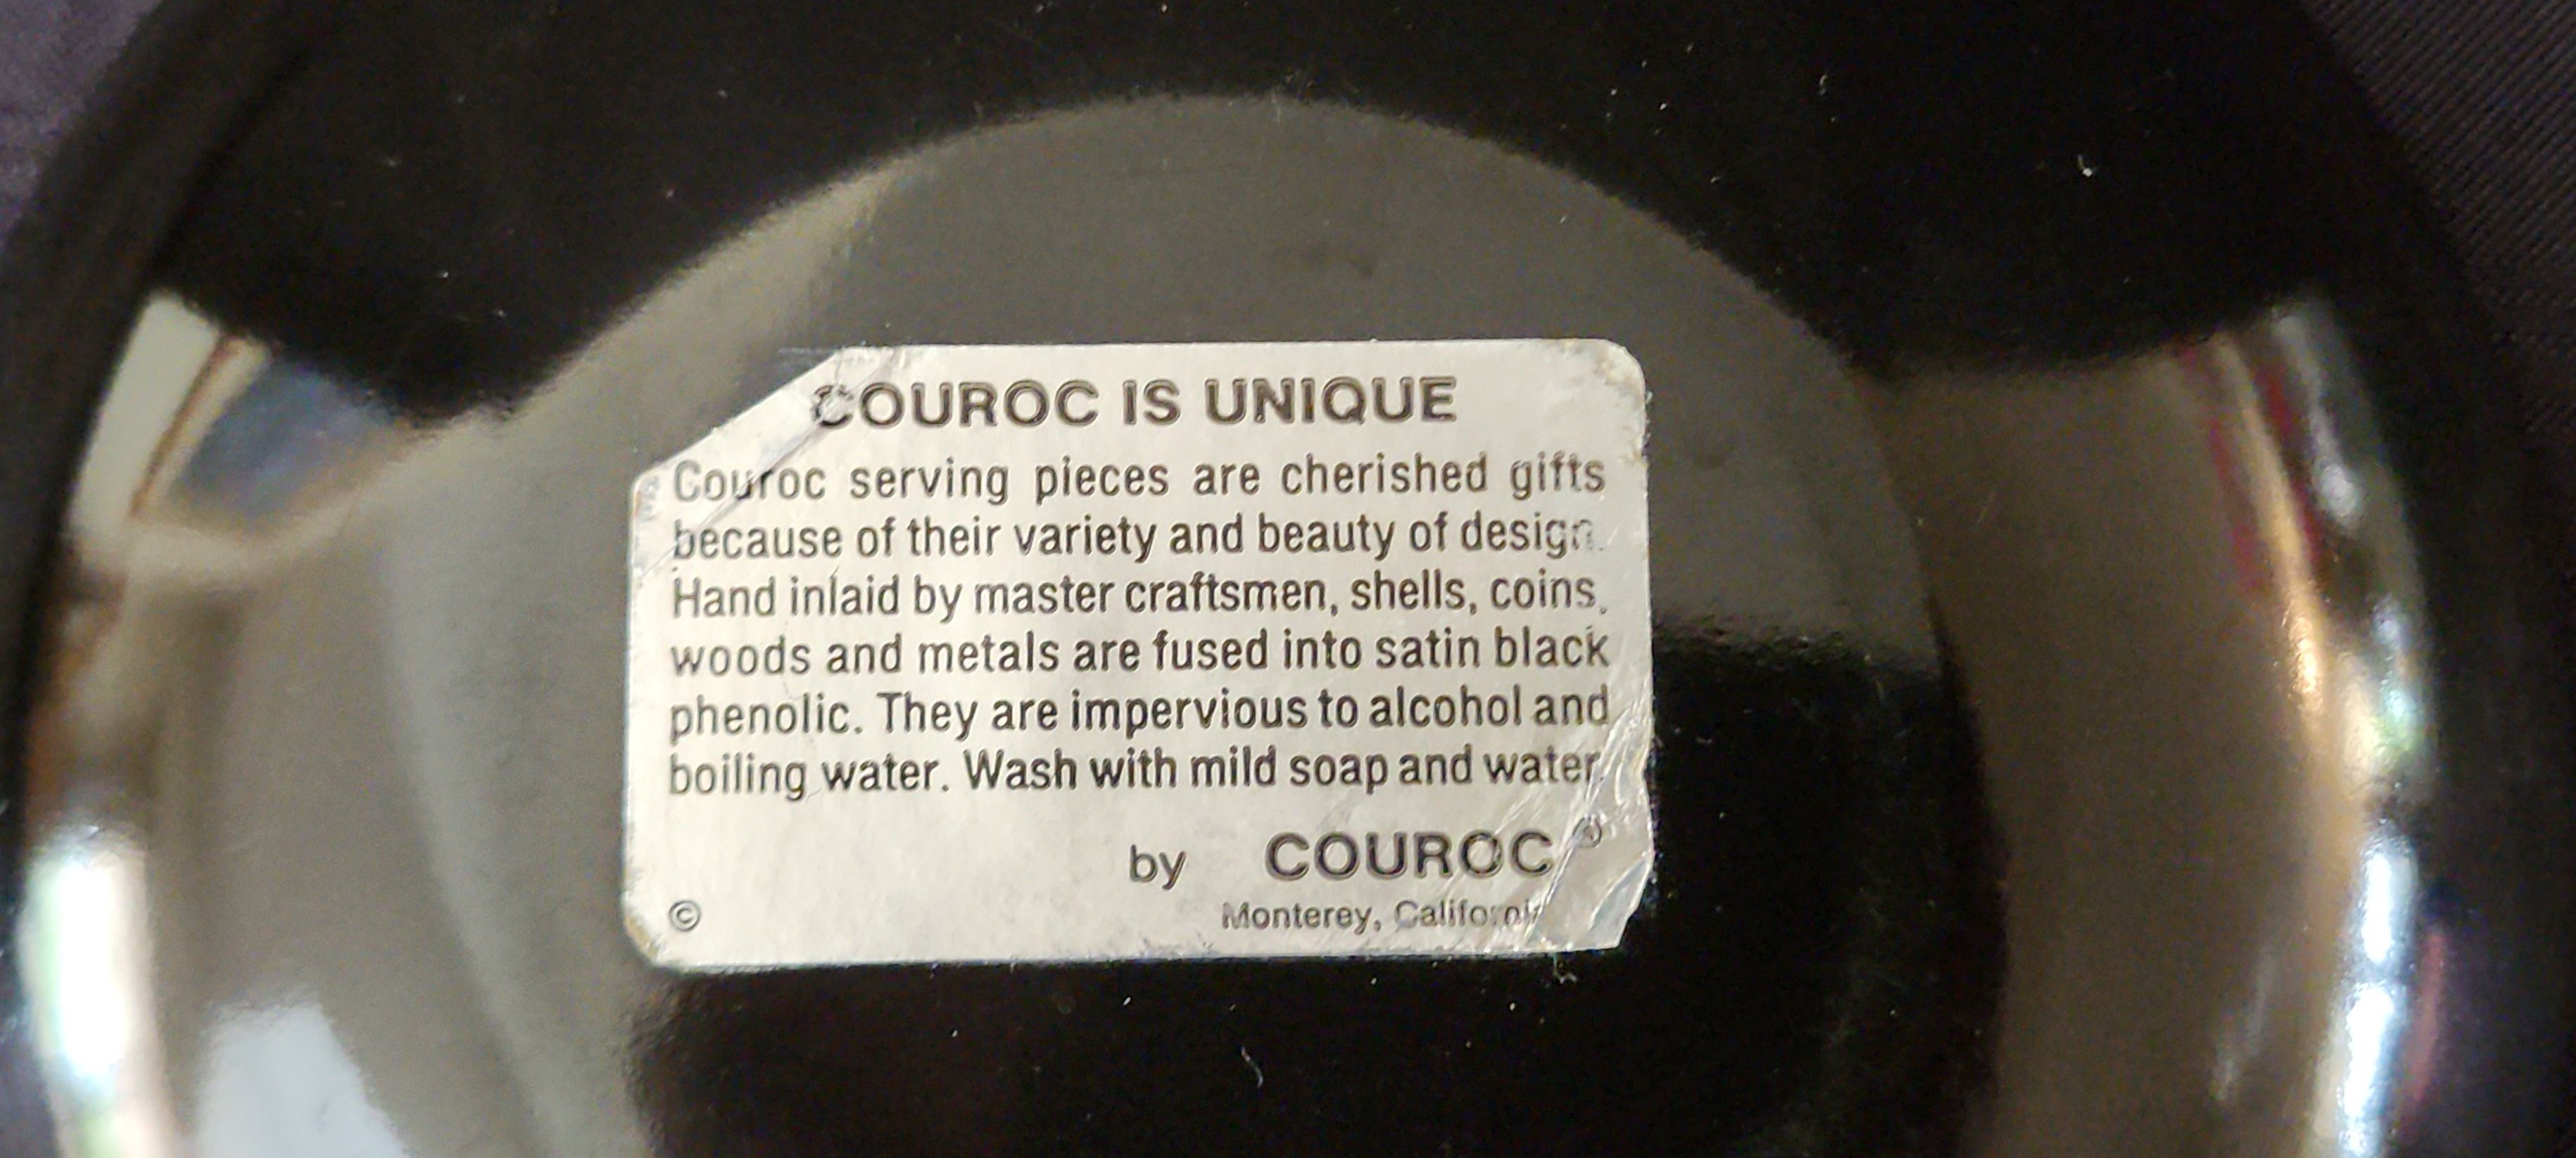 COUROC IS UNIQUE
Couroc serving pieces are cherished gifts
because of their variety and beauty of design.
Hand inlaid by master craftsmen, shells, coins,
woods and metals are fused into satin black
phenolic. They are impervious to alcohol and
boiling water. Wash with mild soap and water.
by COUROC ®
© Monterey, California